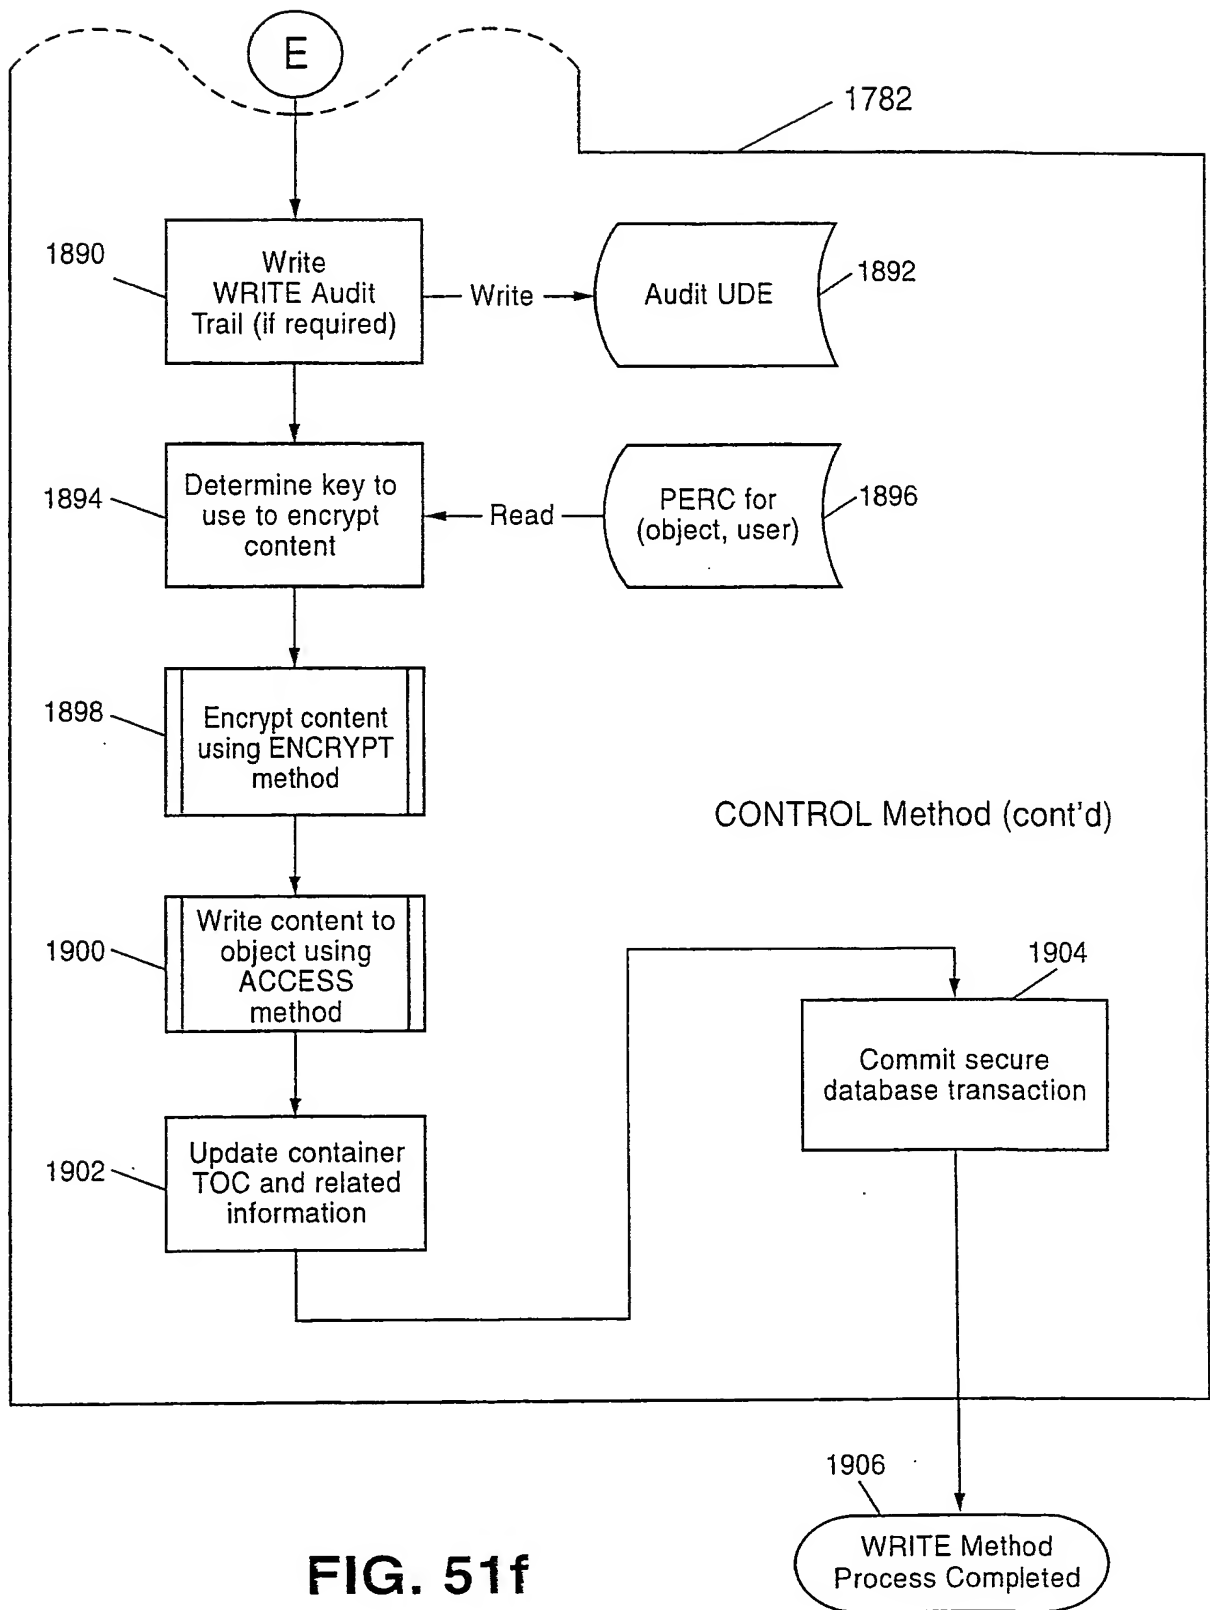 E
1782
1890
Write
WRITE Audit
Trail (if required)
Write
Audit UDE
1892
1894
Determine key to
use to encrypt
content
Read
PERC for
(object, user)
1896
1898
Encrypt content
using ENCRYPT
method
CONTROL Method (cont'd)
1900
Write content to
object using
ACCESS
method
1904
Commit secure
database transaction
1902
Update container
TOC and related
information
1906
WRITE Method
Process Completed
FIG. 51f